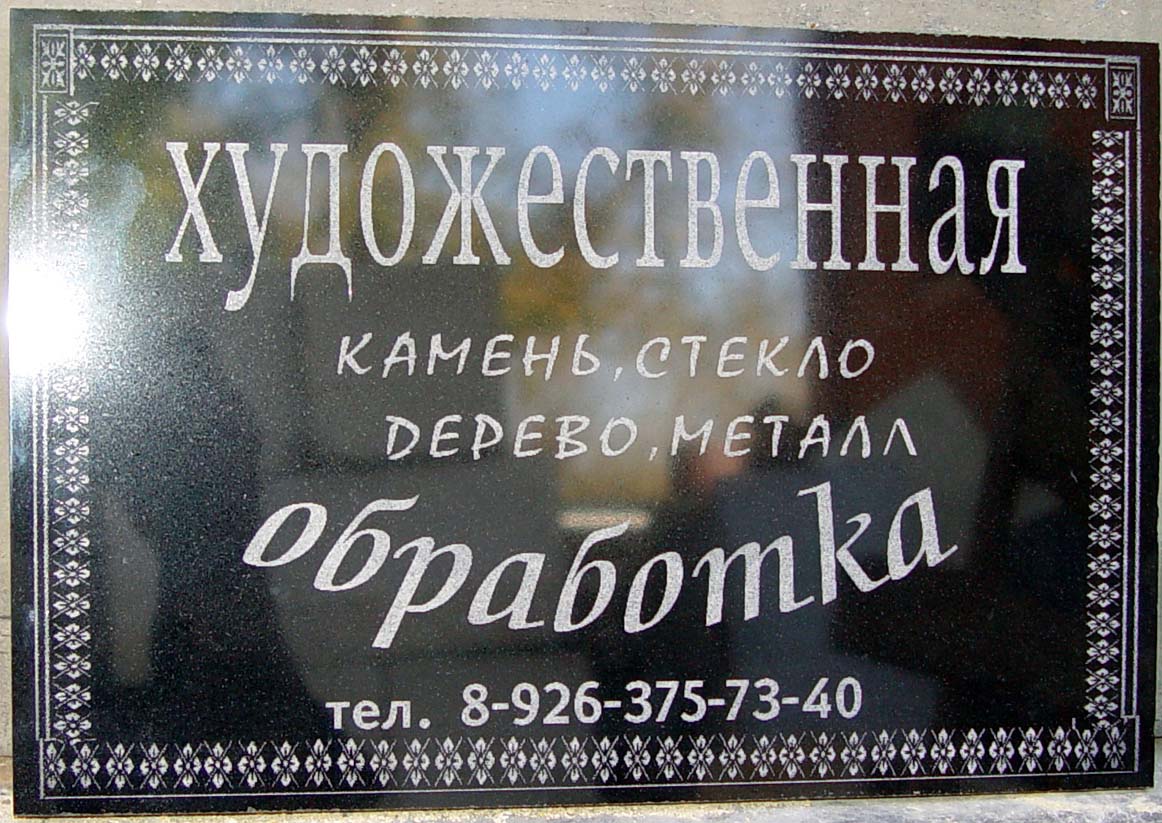 художественная
КАМЕНЬ, СТЕКЛО
ДЕРЕВО, МЕТАЛЛ
обработка
тел. 8-926-375-73-40